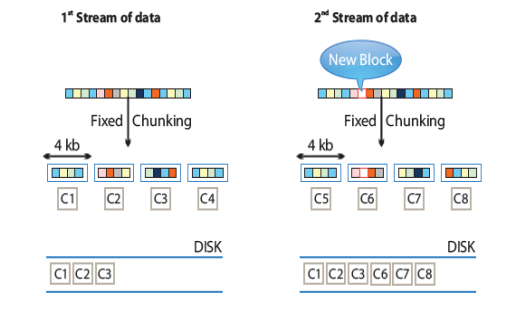 1st Stream of data
2nd Stream of data
New Block
Fixed Chunking
Fixed Chunking
4 kb
4 kb
C1 C2 C3 C4
C5 C6 C7 C8
DISK
DISK
C1 C2 C3
C1 C2 C3 C6 C7 C8